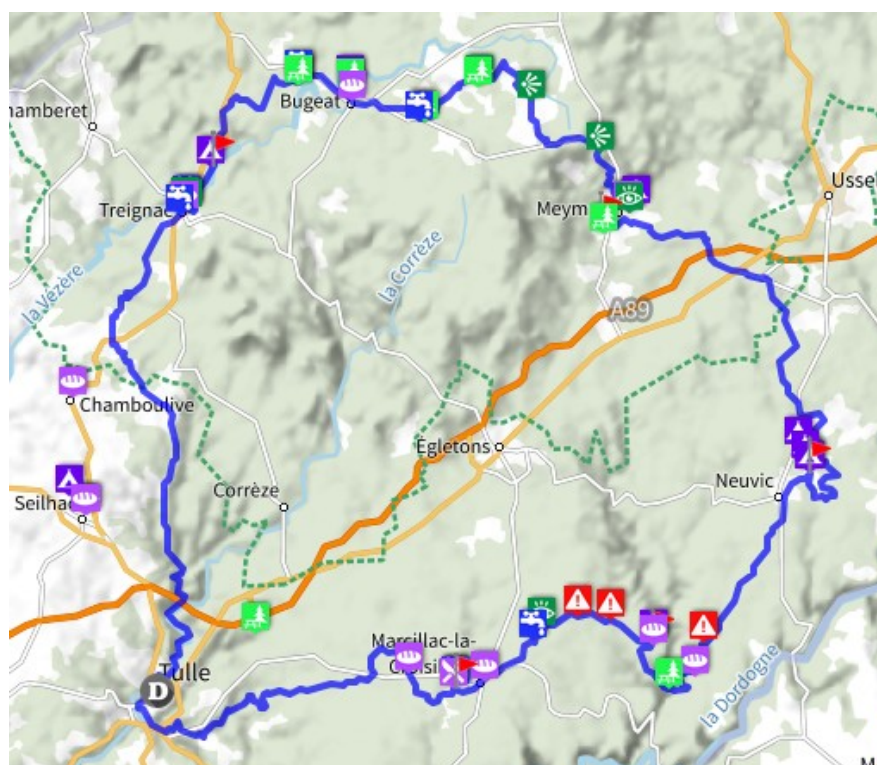 hamberet
Bugeat
Ussel
Treignac
Meym
la Vézère
la Corrèze
A89
Chamboulive
Égletons
Neuvic
Corrèze
Seilhac
Marcillac-la-
Croisil
Tulle
D
la Dordogne
M